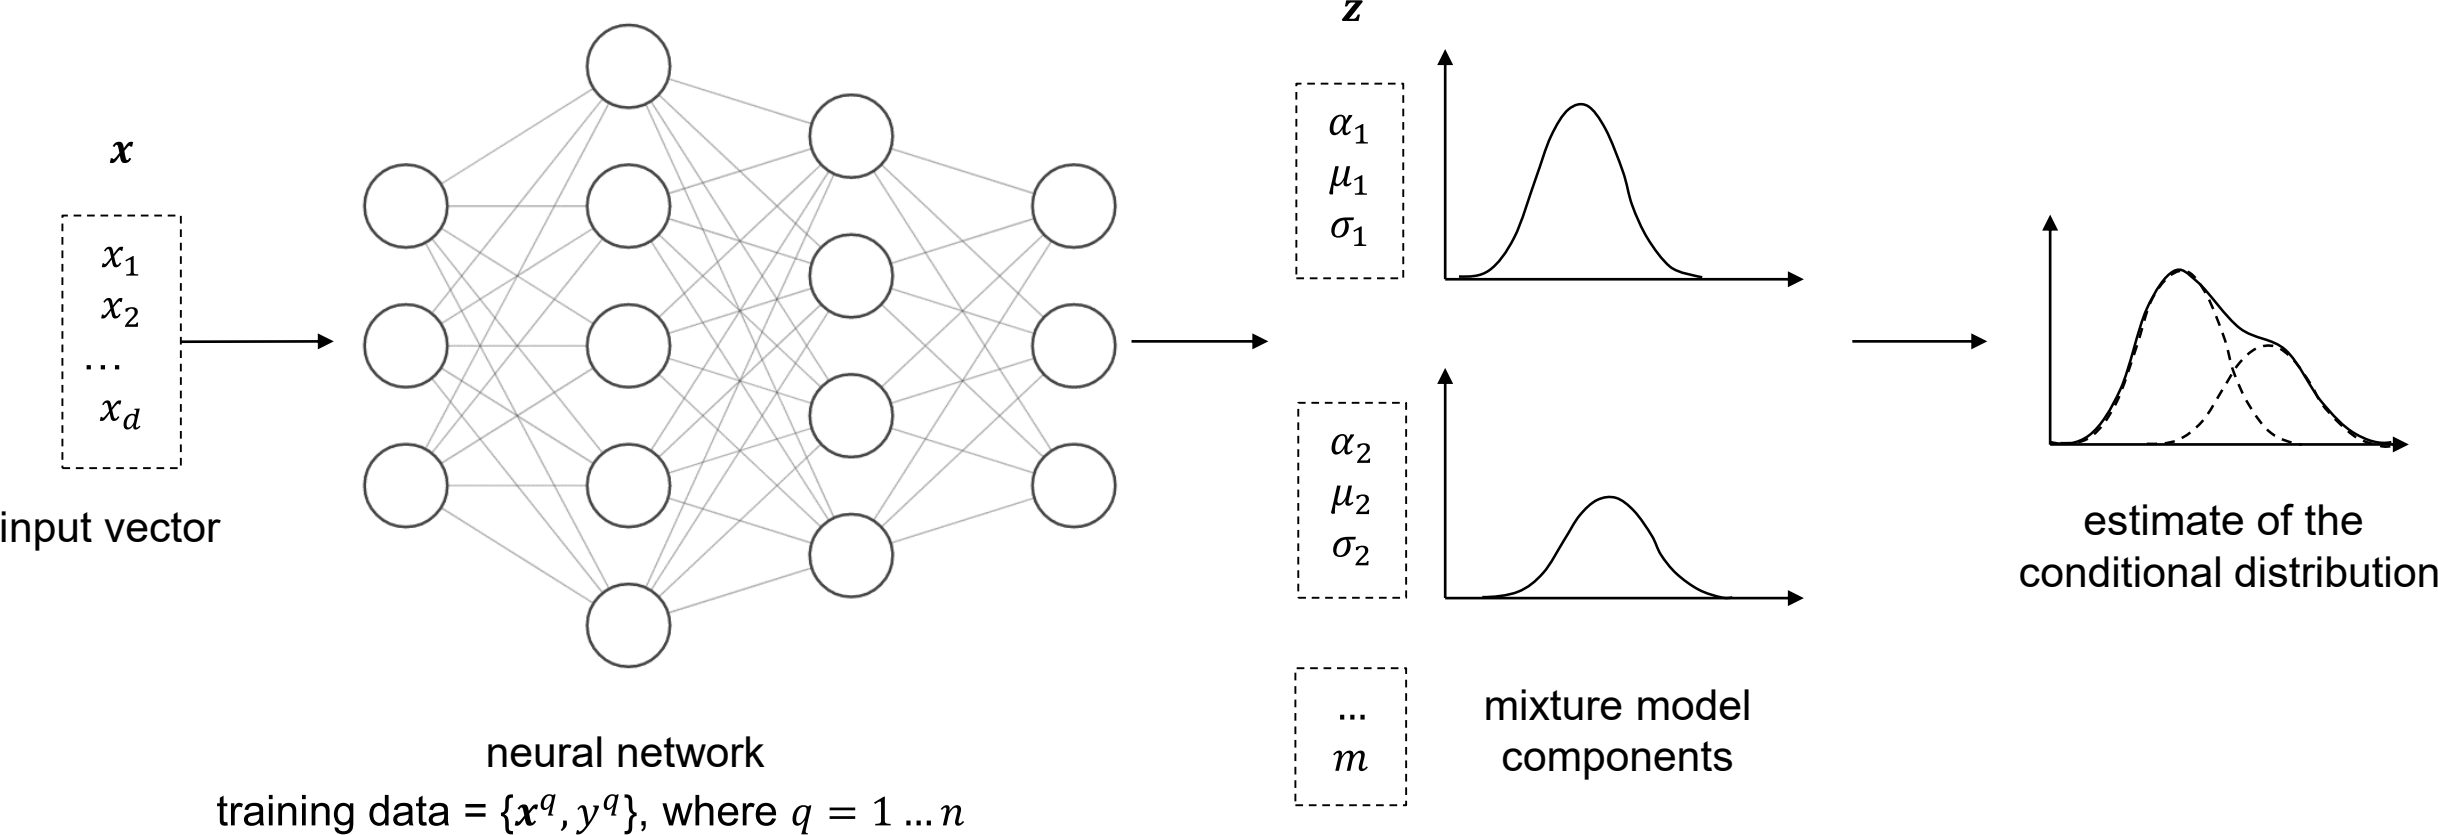 x
x₁
x₂
...
x_d
input vector
neural network
training data = {x^q, y^q}, where q = 1 ... n
z
α₁
μ₁
σ₁
α₂
μ₂
σ₂
...
m
mixture model
components
estimate of the
conditional distribution